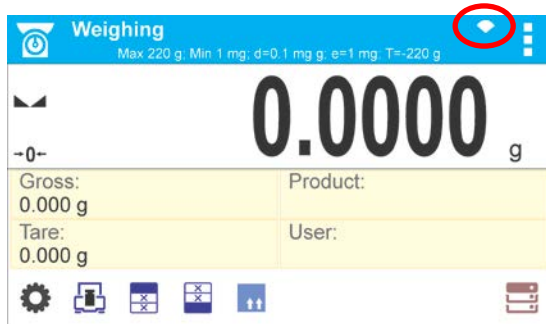 Weighing
Max 220 g; Min 1 mg; d=0.1 mg g; e=1 mg; T=-220 g
0.0000 g
→0←
Gross:
0.000 g
Product:
Tare:
0.000 g
User: